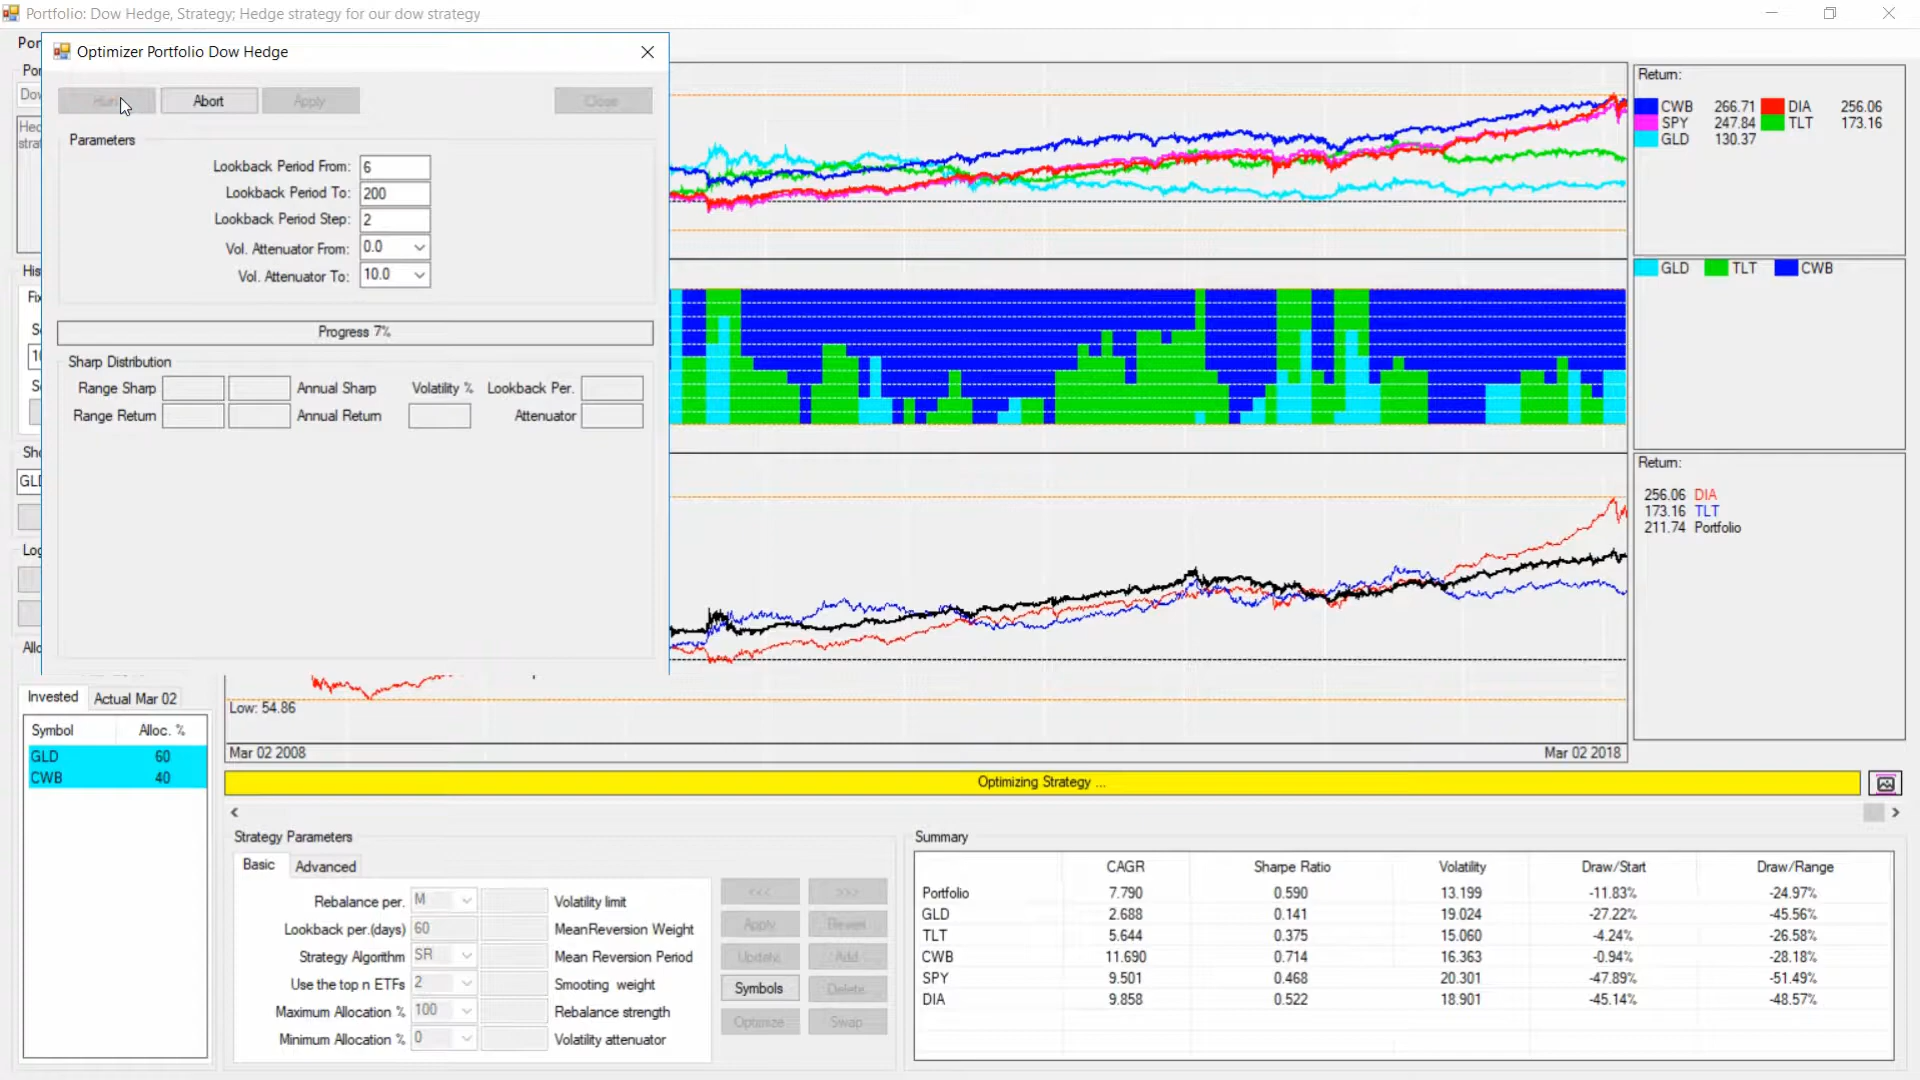 Portfolio: Dow Hedge, Strategy; Hedge strategy for our dow strategy
Optimizer Portfolio Dow Hedge
Abort
Apply
Close
Parameters
Lookback Period From: 6
Lookback Period To: 200
Lookback Period Step: 2
Vol. Attenuator From: 0.0
Vol. Attenuator To: 10.0
Progress 7%
Sharp Distribution
Range Sharp Annual Sharp Volatility % Lookback Per.
Range Return Annual Return Attenuator
Return:
CWB 266.71 DIA 256.06
SPY 247.84 TLT 173.16
GLD 130.37
GLD TLT CWB
Return:
256.06 DIA
173.16 TLT
211.74 Portfolio
Low: 54.86
Mar 02 2008 Mar 02 2018
Optimizing Strategy ...
Invested Actual Mar 02
Symbol Alloc. %
GLD 60
CWB 40
Strategy Parameters
Basic Advanced
Rebalance per. M Volatility limit
Lookback per.(days) 60 MeanReversion Weight
Strategy Algorithm SR Mean Reversion Period
Use the top n ETFs 2 Smooting weight
Maximum Allocation % 100 Rebalance strength
Minimum Allocation % 0 Volatility attenuator
<<< >>>
Apply Revert
Update Add
Symbols Delete
Optimize Swap
Summary
CAGR Sharpe Ratio Volatility Draw/Start Draw/Range
Portfolio 7.790 0.590 13.199 -11.83% -24.97%
GLD 2.688 0.141 19.024 -27.22% -45.56%
TLT 5.644 0.375 15.060 -4.24% -26.58%
CWB 11.690 0.714 16.363 -0.94% -28.18%
SPY 9.501 0.468 20.301 -47.89% -51.49%
DIA 9.858 0.522 18.901 -45.14% -48.57%